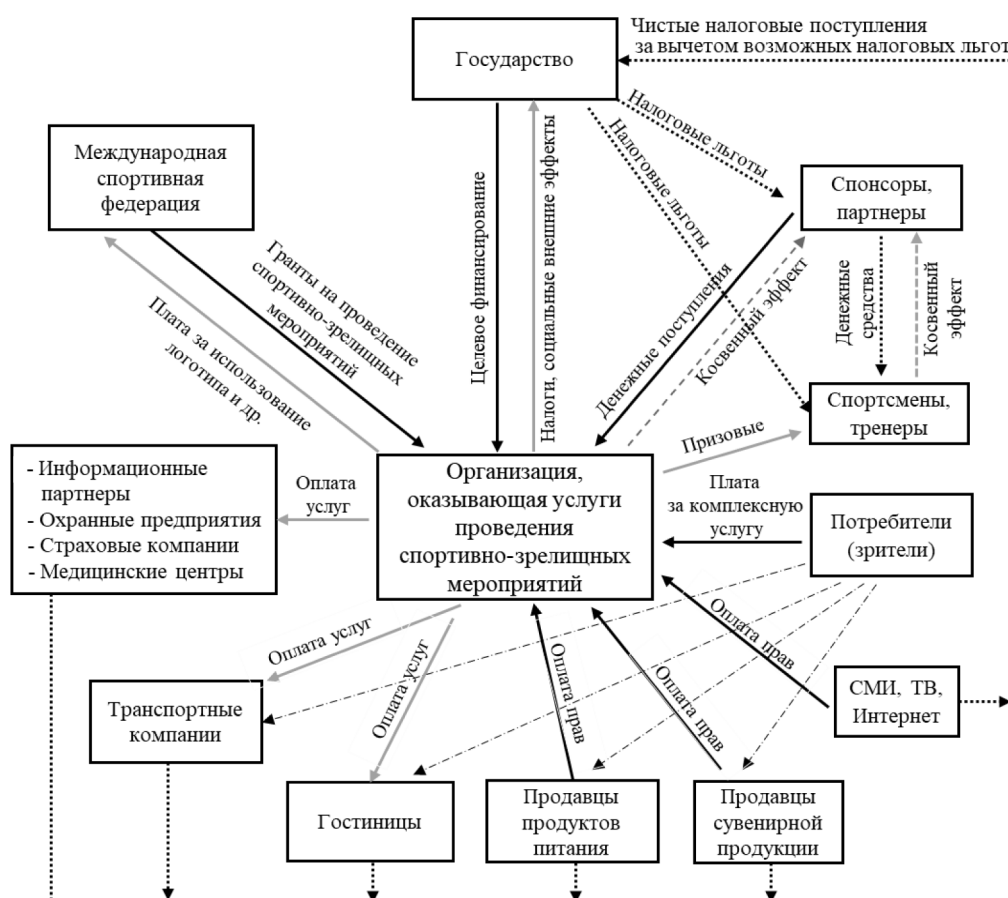 Чистые налоговые поступления
за вычетом возможных налоговых льгот
Государство
Налоговые льготы
Налоговые льготы
Международная
спортивная
федерация
Спонсоры,
партнеры
Целевое финансирование
Налоги, социальные внешние эффекты
Гранты на проведение
спортивно-зрелищных
мероприятий
Плата за использование
логотипа и др.
Денежные поступления
Косвенный эффект
Денежные
средства
Косвенный
эффект
Спортсмены,
тренеры
Призовые
- Информационные
партнеры
- Охранные предприятия
- Страховые компании
- Медицинские центры
Оплата
услуг
Организация,
оказывающая услуги
проведения
спортивно-зрелищных
мероприятий
Плата
за комплексную
услугу
Потребители
(зрители)
Оплата услуг
Оплата услуг
Оплата прав
Оплата прав
Оплата прав
Транспортные
компании
СМИ, ТВ,
Интернет
Гостиницы
Продавцы
продуктов
питания
Продавцы
сувенирной
продукции